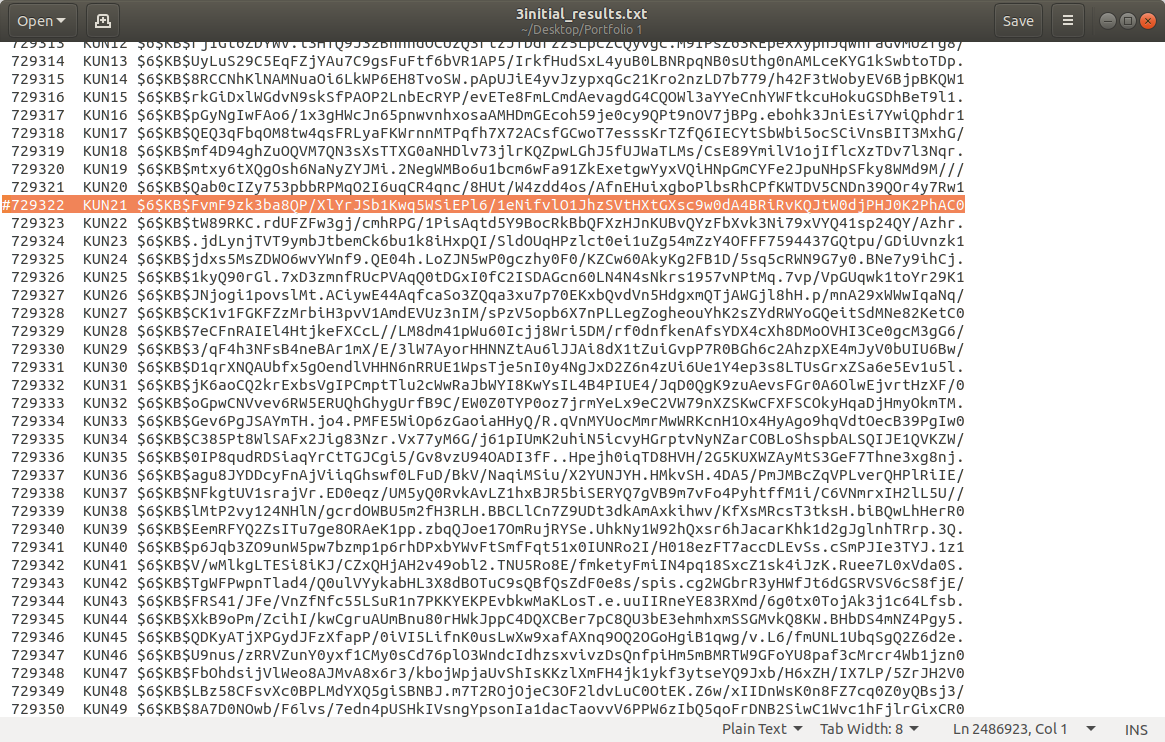 Open
3initial_results.txt
~/Desktop/Portfolio 1
Save
729314 KUN13 $6$KB$UyLuS29C5EqFZjYAu7C9gsFuFtf6bVR1AP5/IrkfHudSxL4yuB0LBNRpqNB0sUthg0nAMLceKYG1kSwbtoTDp.
729315 KUN14 $6$KB$8RCCNhKlNAMNuaOi6LkWP6EH8TvoSW.pApUJiE4yvJzypxqGc21Kro2nzLD7b779/h42F3tWobyEV6BjpBKQW1
729316 KUN15 $6$KB$rkGiDxlWGdvN9skSfPAOP2LnbEcRYP/evETe8FmLCmdAevagdG4CQOWl3aYYeCnhYWFtkcuHokuGSDhBeT9l1.
729317 KUN16 $6$KB$pGyNgIwFAo6/1x3gHWcJn65pnwvnhxosaAMHDmGEcoh59je0cy9QPt9nOV7jBPg.ebohk3JniEsi7YwiQphdr1
729318 KUN17 $6$KB$QEQ3qFbqOM8tw4qsFRLyaFKWrnnMTPqfh7X72ACsfGCwoT7esssKrTZfQ6IECYtSbWbi5ocSCiVnsBIT3MxhG/
729319 KUN18 $6$KB$mf4D94ghZuOQVM7QN3sXsTTXG0aNHDlv73jlrKQZpwLGhJ5fUJWaTLMs/CsE89YmilV1ojIflcXzTDv7l3Nqr.
729320 KUN19 $6$KB$mtxy6tXQgOsh6NaNyZYJMi.2NegWMBo6u1bcm6wFa91ZkExetgwYyxVQiHNpGmCYFe2JpuNHpSFky8WMd9M///
729321 KUN20 $6$KB$Qab0cIZy753pbbRPMqO2I6uqCR4qnc/8HUt/W4zdd4os/AfnEHuixgboPlbsRhCPfKWTDV5CNDn39QOr4y7Rw1
#729322 KUN21 $6$KB$FvmF9zk3ba8QP/XlYrJSb1Kwq5WSiEPl6/1eNifvlO1JhzSVtHXtGXsc9w0dA4BRiRvKQJtW0djPHJ0K2PhAC0
729323 KUN22 $6$KB$tW89RKC.rdUFZFw3gj/cmhRPG/1PisAqtd5Y9BocRkBbQFXzHJnKUBvQYzFbXvk3Ni79xVYQ41sp24QY/Azhr.
729324 KUN23 $6$KB$.jdLynjTVT9ymbJtbemCk6bu1k8iHxpQI/SldOUqHPzlct0ei1uZg54mZzY4OFFF7594437GQtpu/GDiUvnzk1
729325 KUN24 $6$KB$jdxs5MsZDWO6wvYWnf9.QE04h.LoZJN5wP0gczhy0F0/KZCw60AkyKg2FB1D/5sq5cRWN9G7y0.BNe7y9ihCj.
729326 KUN25 $6$KB$1kyQ90rGl.7xD3zmnfRUcPVAqQ0tDGxI0fC2ISDAGcn60LN4N4sNkrs1957vNPtMq.7vp/VpGUqwk1toYr29K1
729327 KUN26 $6$KB$JNjogi1povslMt.ACiywE44AqfcaSo3ZQqa3xu7p70EKxbQvdVn5HdgxmQTjAWGjl8hH.p/mnA29xWWwIqaNq/
729328 KUN27 $6$KB$CK1v1FGKFZzMrbiH3pvV1AmdEVUz3nIM/sPzV5opb6X7nPLLegZogheouYhK2sZYdRWYoGQeitSdMNe82KetC0
729329 KUN28 $6$KB$7eCFnRAIEl4HtjkeFXCcL//LM8dm41pWu60Icjj8Wri5DM/rf0dnfkenAfsYDX4cXh8DMoOVHI3Ce0gcM3gG6/
729330 KUN29 $6$KB$3/qF4h3NFsB4neBAr1mX/E/3lW7AyorHHNNZtAu6lJJAi8dX1tZuiGvpP7R0BGh6c2AhzpXE4mJyV0bUIU6Bw/
729331 KUN30 $6$KB$D1qrXNQAUbfx5gOendlVHHN6nRRUE1WpsTje5nI0y4NgJxD2Z6n4zUi6Ue1Y4ep3s8LTUsGrxZSa6e5Ev1u5l.
729332 KUN31 $6$KB$jK6aoCQ2krExbsVgIPCmptTlu2cWwRaJbWYI8KwYsIL4B4PIUE4/JqD0QgK9zuAevsFGr0A6OlwEjvrtHzXF/0
729333 KUN32 $6$KB$oGpwCNVvev6RW5ERUQhGhygUrfB9C/EW0Z0TYP0oz7jrmYeLx9eC2VW79nXZSKwCFXFSCOkyHqaDjHmyOkmTM.
729334 KUN33 $6$KB$Gev6PgJSAYmTH.jo4.PMFE5WiOp6zGaoiaHHyQ/R.qVnMYUocMmrMwWRKcnH1Ox4HyAgo9hqVdtOecB39PgIw0
729335 KUN34 $6$KB$C385Pt8WlSAFx2Jig83Nzr.Vx77yM6G/j61pIUmK2uhiN5icvyHGrptvNyNZarCOBLoShspbALSQIJE1QVKZW/
729336 KUN35 $6$KB$0IP8qudRDSiaqYrCtTGJCgi5/Gv8vzU94OADI3fF..Hpejh0iqTD8HVH/2G5KUXWZAyMtS3GeF7Thne3xg8nj.
729337 KUN36 $6$KB$agu8JYDDcyFnAjViiqGhswf0LFuD/BkV/NaqiMSiu/X2YUNJYH.HMkvSH.4DA5/PmJMBcZqVPLverQHPlRiIE/
729338 KUN37 $6$KB$NFkgtUV1srajVr.ED0eqz/UM5yQ0RvkAvLZ1hxBJR5biSERYQ7gVB9m7vFo4PyhtffM1i/C6VNmrxIH2lL5U//
729339 KUN38 $6$KB$lMtP2vy124NHlN/gcrdOWBU5m2fH3RLH.BBCLlCn7Z9UDt3dkAmAxkihwv/KfXsMRcsT3tksH.biBQwLhHerR0
729340 KUN39 $6$KB$EemRFYQ2ZsITu7ge8ORAeK1pp.zbqQJoe17OmRujRYSe.UhkNy1W92hQxsr6hJacarKhk1d2gJglnhTRrp.3Q.
729341 KUN40 $6$KB$p6Jqb3ZO9unW5pw7bzmp1p6rhDPxbYWvFtSmfFqt51x0IUNRo2I/H018ezFT7accDLEvSs.cSmPJIe3TYJ.1z1
729342 KUN41 $6$KB$V/wMlkgLTESi8iKJ/CZxQHjAH2v49obl2.TNU5Ro8E/fmketyFmiIN4pq18SxcZ1sk4iJzK.Ruee7L0xVda0S.
729343 KUN42 $6$KB$TgWFPwpnTlad4/Q0ulVYykabHL3X8dBOTuC9sQBfQsZdF0e8s/spis.cg2WGbrR3yHWfJt6dGSRVSV6cS8fjE/
729344 KUN43 $6$KB$FRS41/JFe/VnZfNfc55LSuR1n7PKKYEKPEvbkwMaKLosT.e.uuIIRneYE83RXmd/6g0tx0TojAk3j1c64Lfsb.
729345 KUN44 $6$KB$XkB9oPm/ZcihI/kwCgruAUmBnu80rHWkJppC4DQXCBer7pC8QU3bE3ehmhxmSSGMvkQ8KW.BHbDS4mNZ4Pgy5.
729346 KUN45 $6$KB$QDKyATjXPGydJFzXfapP/0iVI5LifnK0usLwXw9xafAXnq9OQ2OGoHgiB1qwg/v.L6/fmUNL1UbqSgQ2Z6d2e.
729347 KUN46 $6$KB$U9nus/zRRVZunY0yxf1CMy0sCd76plO3WndcIdhzsxvivzDsQnfpiHm5mBMRTW9GFoYU8paf3cMrcr4Wb1jzn0
729348 KUN47 $6$KB$FbOhdsijVlWeo8AJMvA8x6r3/kbojWpjaUvShIsKKzlXmFH4jk1ykf3ytseYQ9Jxb/H6xZH/IX7LP/5ZrJH2V0
729349 KUN48 $6$KB$LBz58CFsvXc0BPLMdYXQ5giSBNBJ.m7T2ROjOjeC3OF2ldvLuC0OtEK.Z6w/xIIDnWsK0n8FZ7cq0Z0yQBsj3/
729350 KUN49 $6$KB$8A7D0NOwb/F6lvs/7edn4pUSHkIVsngYpsonIa1dacTaovvV6PPW6zIbQ5qoFrDNB2SiwC1Wvc1hFjlrGixCR0
Plain Text Tab Width: 8 Ln 2486923, Col 1 INS